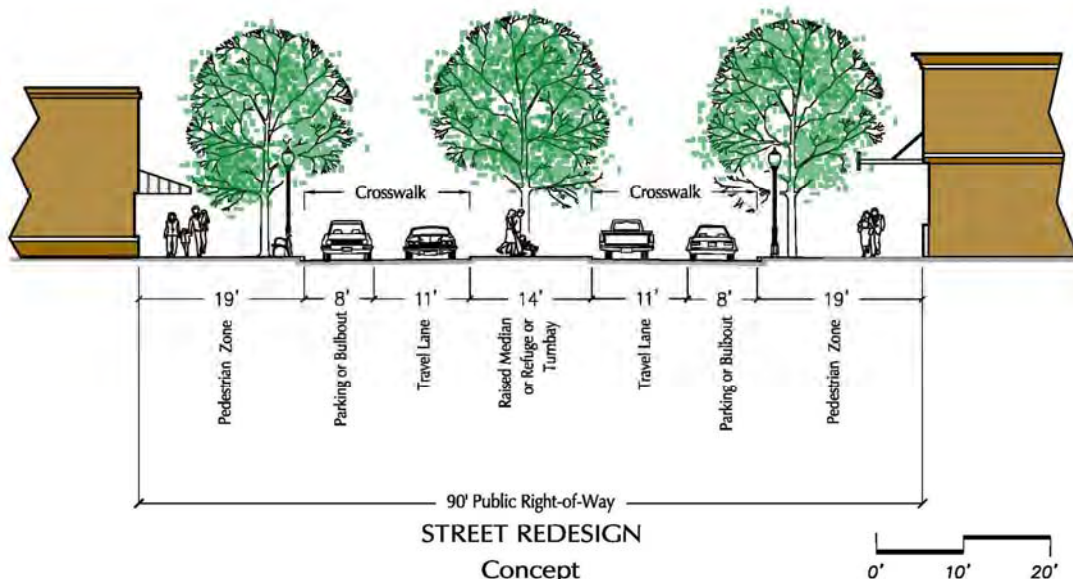 Crosswalk
Crosswalk
19'
8'
11'
14'
11'
8'
19'
Pedestrian Zone
Parking or Bulbout
Travel Lane
Raised Median
or Refuge or
Turnbay
Travel Lane
Parking or Bulbout
Pedestrian Zone
90' Public Right-of-Way
STREET REDESIGN
Concept
0'
10'
20'